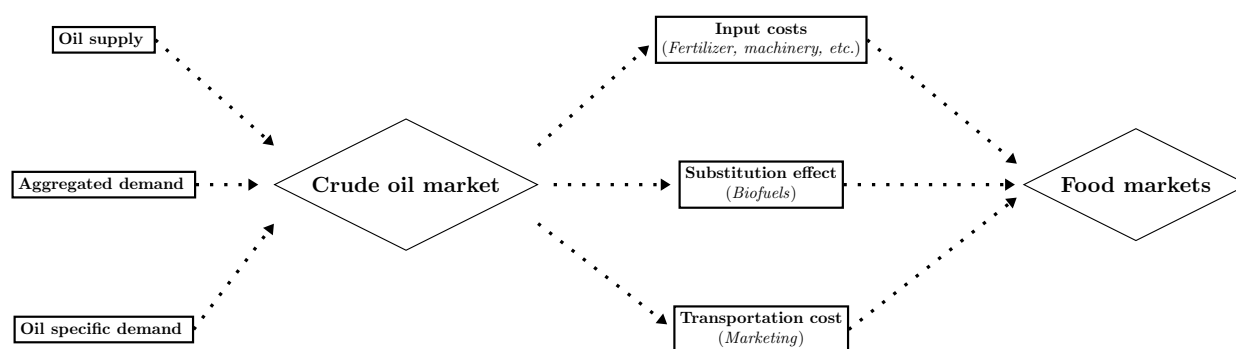 Oil supply
Aggregated demand
Oil specific demand
Crude oil market
Input costs
(Fertilizer, machinery, etc.)
Substitution effect
(Biofuels)
Transportation cost
(Marketing)
Food markets